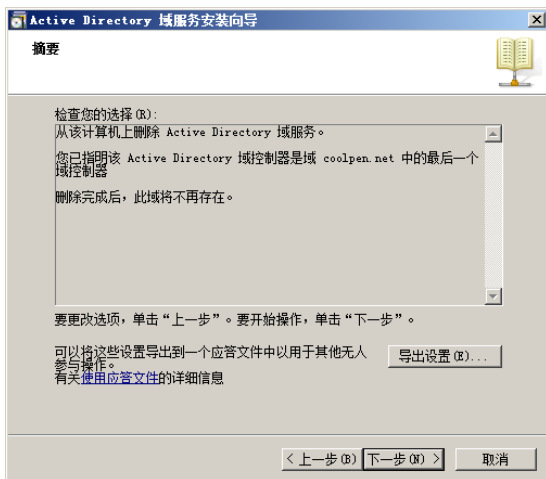 Active Directory 域服务安装向导
摘要
检查您的选择(R):
从该计算机上删除 Active Directory 域服务。
您已指明该 Active Directory 域控制器是域 coolpen.net 中的最后一个
域控制器
删除完成后，此域将不再存在。
要更改选项，单击“上一步”。要开始操作，单击“下一步”。
可以将这些设置导出到一个应答文件中以用于其他无人
参与操作。
导出设置(E)...
有关使用应答文件的详细信息
< 上一步(B) 下一步(N) > 取消